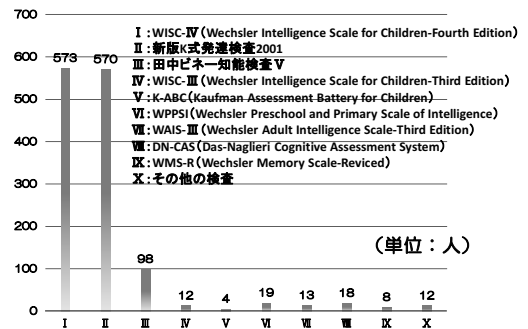 700
600
500
400
300
200
100
0
573
570
98
12
4
19
13
18
8
12
Ⅰ:WISC-Ⅳ(Wechsler Intelligence Scale for Children-Fourth Edition)
Ⅱ:新版K式発達検査2001
Ⅲ:田中ビネー知能検査Ⅴ
Ⅳ:WISC-Ⅲ(Wechsler Intelligence Scale for Children-Third Edition)
Ⅴ:K-ABC(Kaufman Assessment Battery for Children)
Ⅵ:WPPSI(Wechsler Preschool and Primary Scale of Intelligence)
Ⅶ:WAIS-Ⅲ(Wechsler Adult Intelligence Scale-Third Edition)
Ⅷ:DN-CAS(Das-Naglieri Cognitive Assessment System)
Ⅸ:WMS-R(Wechsler Memory Scale-Reviced)
Ⅹ:その他の検査
(単位:人)
Ⅰ Ⅱ Ⅲ Ⅳ Ⅴ Ⅵ Ⅶ Ⅷ Ⅸ Ⅹ